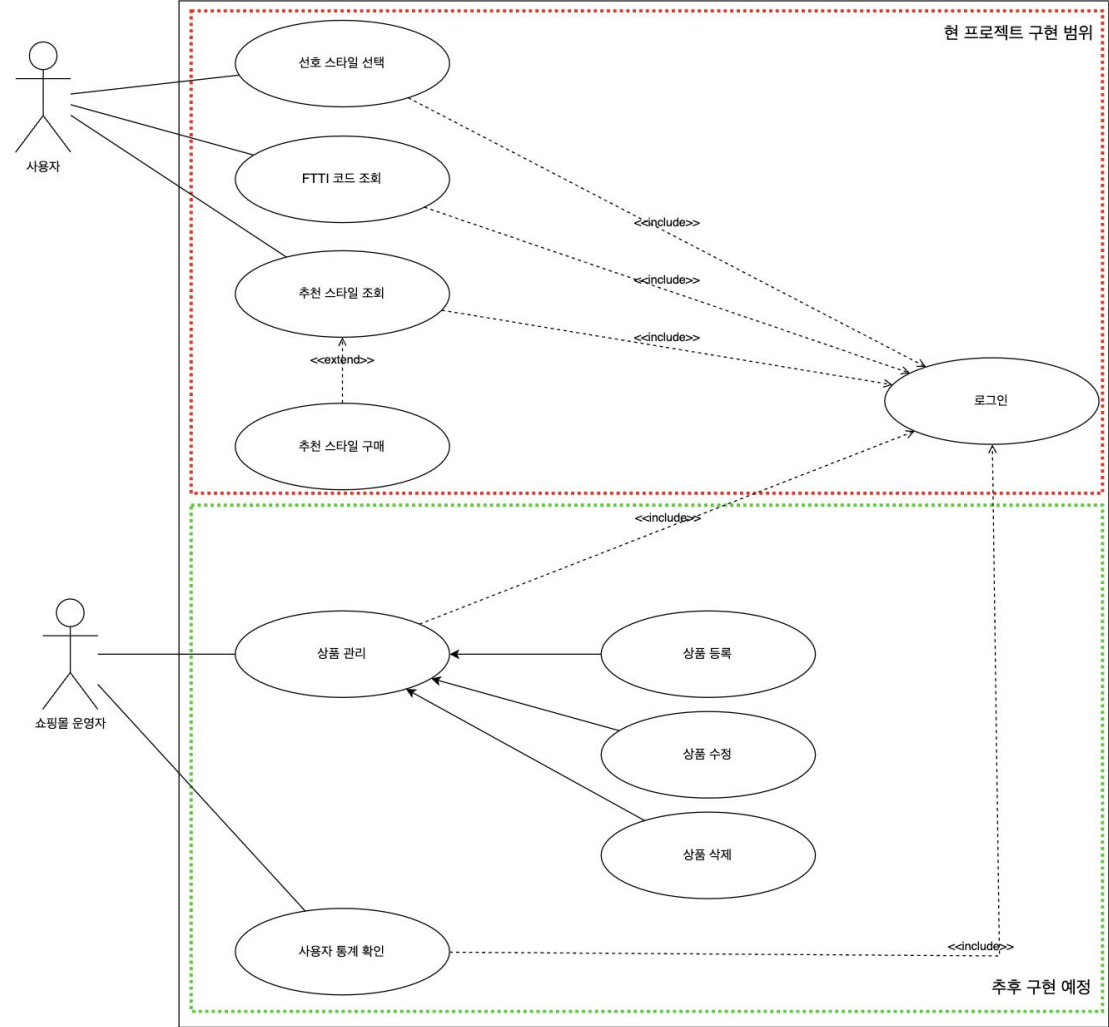 현 프로젝트 구현 범위
선호 스타일 선택
사용자
FTTI 코드 조회
<<include>>
<<include>>
추천 스타일 조회
<<include>>
<<extend>>
로그인
추천 스타일 구매
<<include>>
상품 관리
상품 등록
쇼핑몰 운영자
상품 수정
상품 삭제
사용자 통계 확인
<<include>>
추후 구현 예정